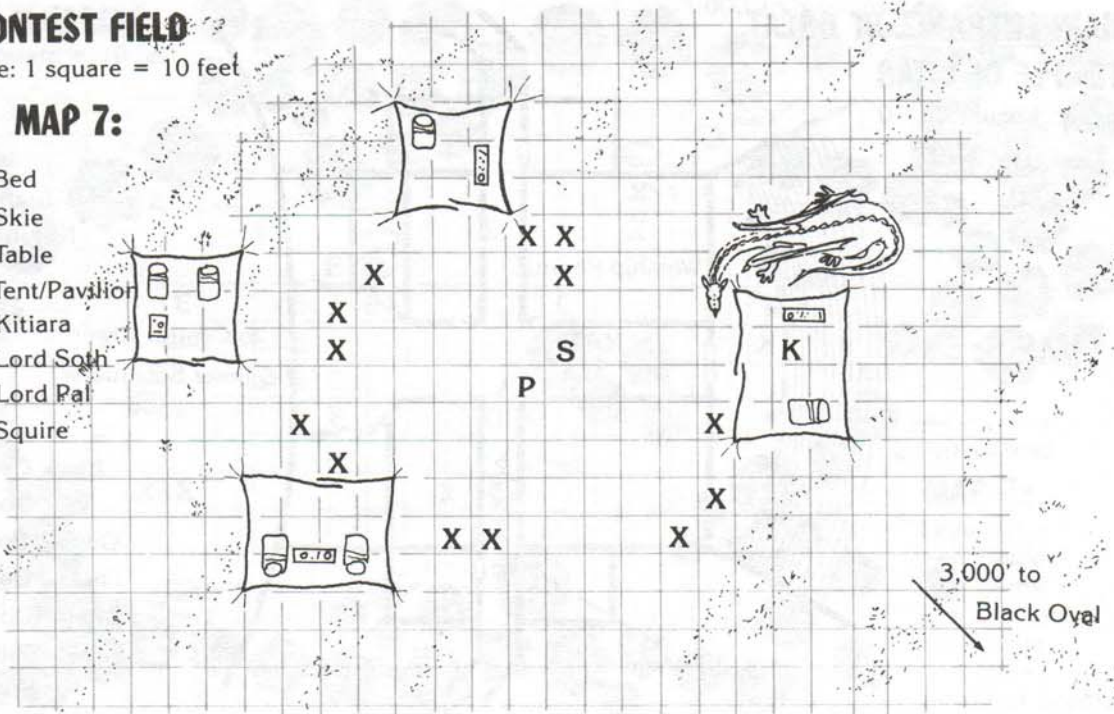 ONTEST FIELD
e: 1 square = 10 feet
MAP 7:
Bed
Skie
Table
Tent/Pavilion
Kitiara
Lord Soth
Lord Pal
Squire
X X
X X
X
X S K
P
X X
X
X
X X X
3,000' to
Black Oval